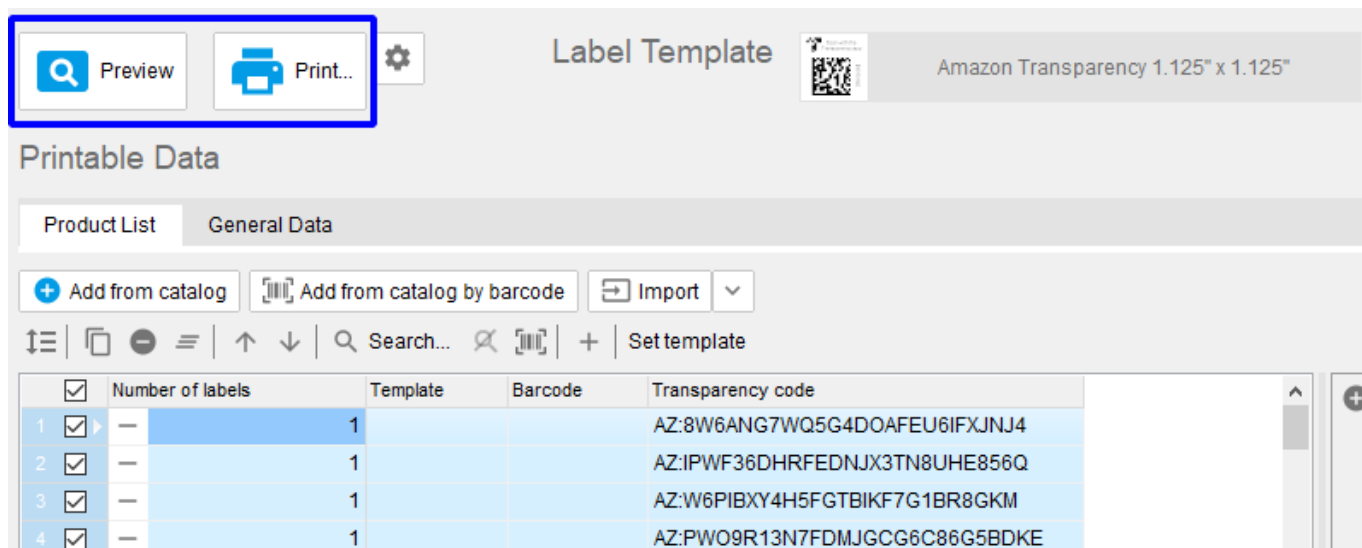 Preview
Print...
Label Template
Amazon Transparency 1.125" x 1.125"
Printable Data
Product List
General Data
Add from catalog
Add from catalog by barcode
Import
Search...
Set template
Number of labels
Template
Barcode
Transparency code
1 1 AZ:8W6ANG7WQ5G4DOAFEU6IFXJNJ4
2 1 AZ:IPWF36DHRFEDNJX3TN8UHE856Q
3 1 AZ:W6PIBXY4H5FGTBIKF7G1BR8GKM
4 1 AZ:PWO9R13N7FDMJGCG6C86G5BDKE